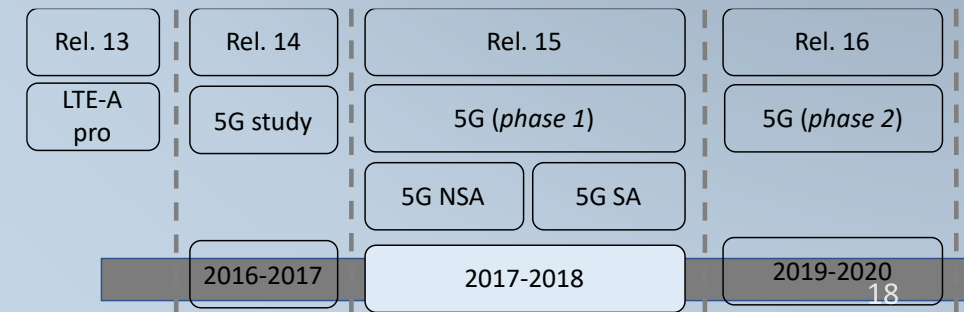 Rel. 13
Rel. 14
Rel. 15
Rel. 16
LTE-A
pro
5G study
5G (phase 1)
5G (phase 2)
5G NSA
5G SA
2016-2017
2017-2018
2019-2020
18